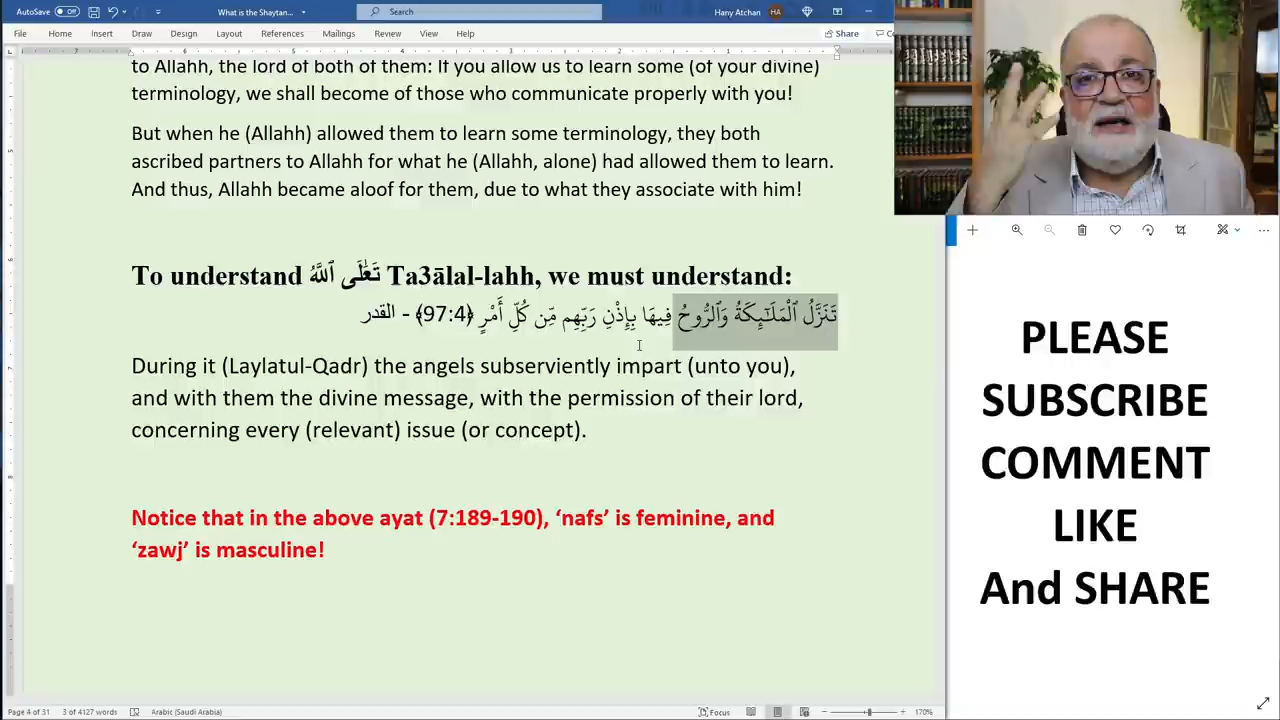 AutoSave
Off
What is the Shaytan...
Search
Hany Atchan
HA
File
Home
Insert
Draw
Design
Layout
References
Mailings
Review
View
Help
Share
to Allahh, the lord of both of them: If you allow us to learn some (of your divine)
terminology, we shall become of those who communicate properly with you!
But when he (Allahh) allowed them to learn some terminology, they both
ascribed partners to Allahh for what he (Allahh, alone) had allowed them to learn.
And thus, Allahh became aloof for them, due to what they associate with him!
To understand تَعَٰلَى ٱللَّهُ Ta3ālal-lahh, we must understand:
تَنَزَّلُ ٱلْمَلَـٰٓئِكَةُ وَٱلرُّوحُ فِيهَا بِإِذْنِ رَبِّهِم مِّن كُلِّ أَمْرٍ ﴿97:4﴾ - القدر
During it (Laylatul-Qadr) the angels subserviently impart (unto you),
and with them the divine message, with the permission of their lord,
concerning every (relevant) issue (or concept).
Notice that in the above ayat (7:189-190), ‘nafs’ is feminine, and
‘zawj’ is masculine!
PLEASE
SUBSCRIBE
COMMENT
LIKE
And SHARE
Page 4 of 31
3 of 4127 words
Arabic (Saudi Arabia)
Focus
170%